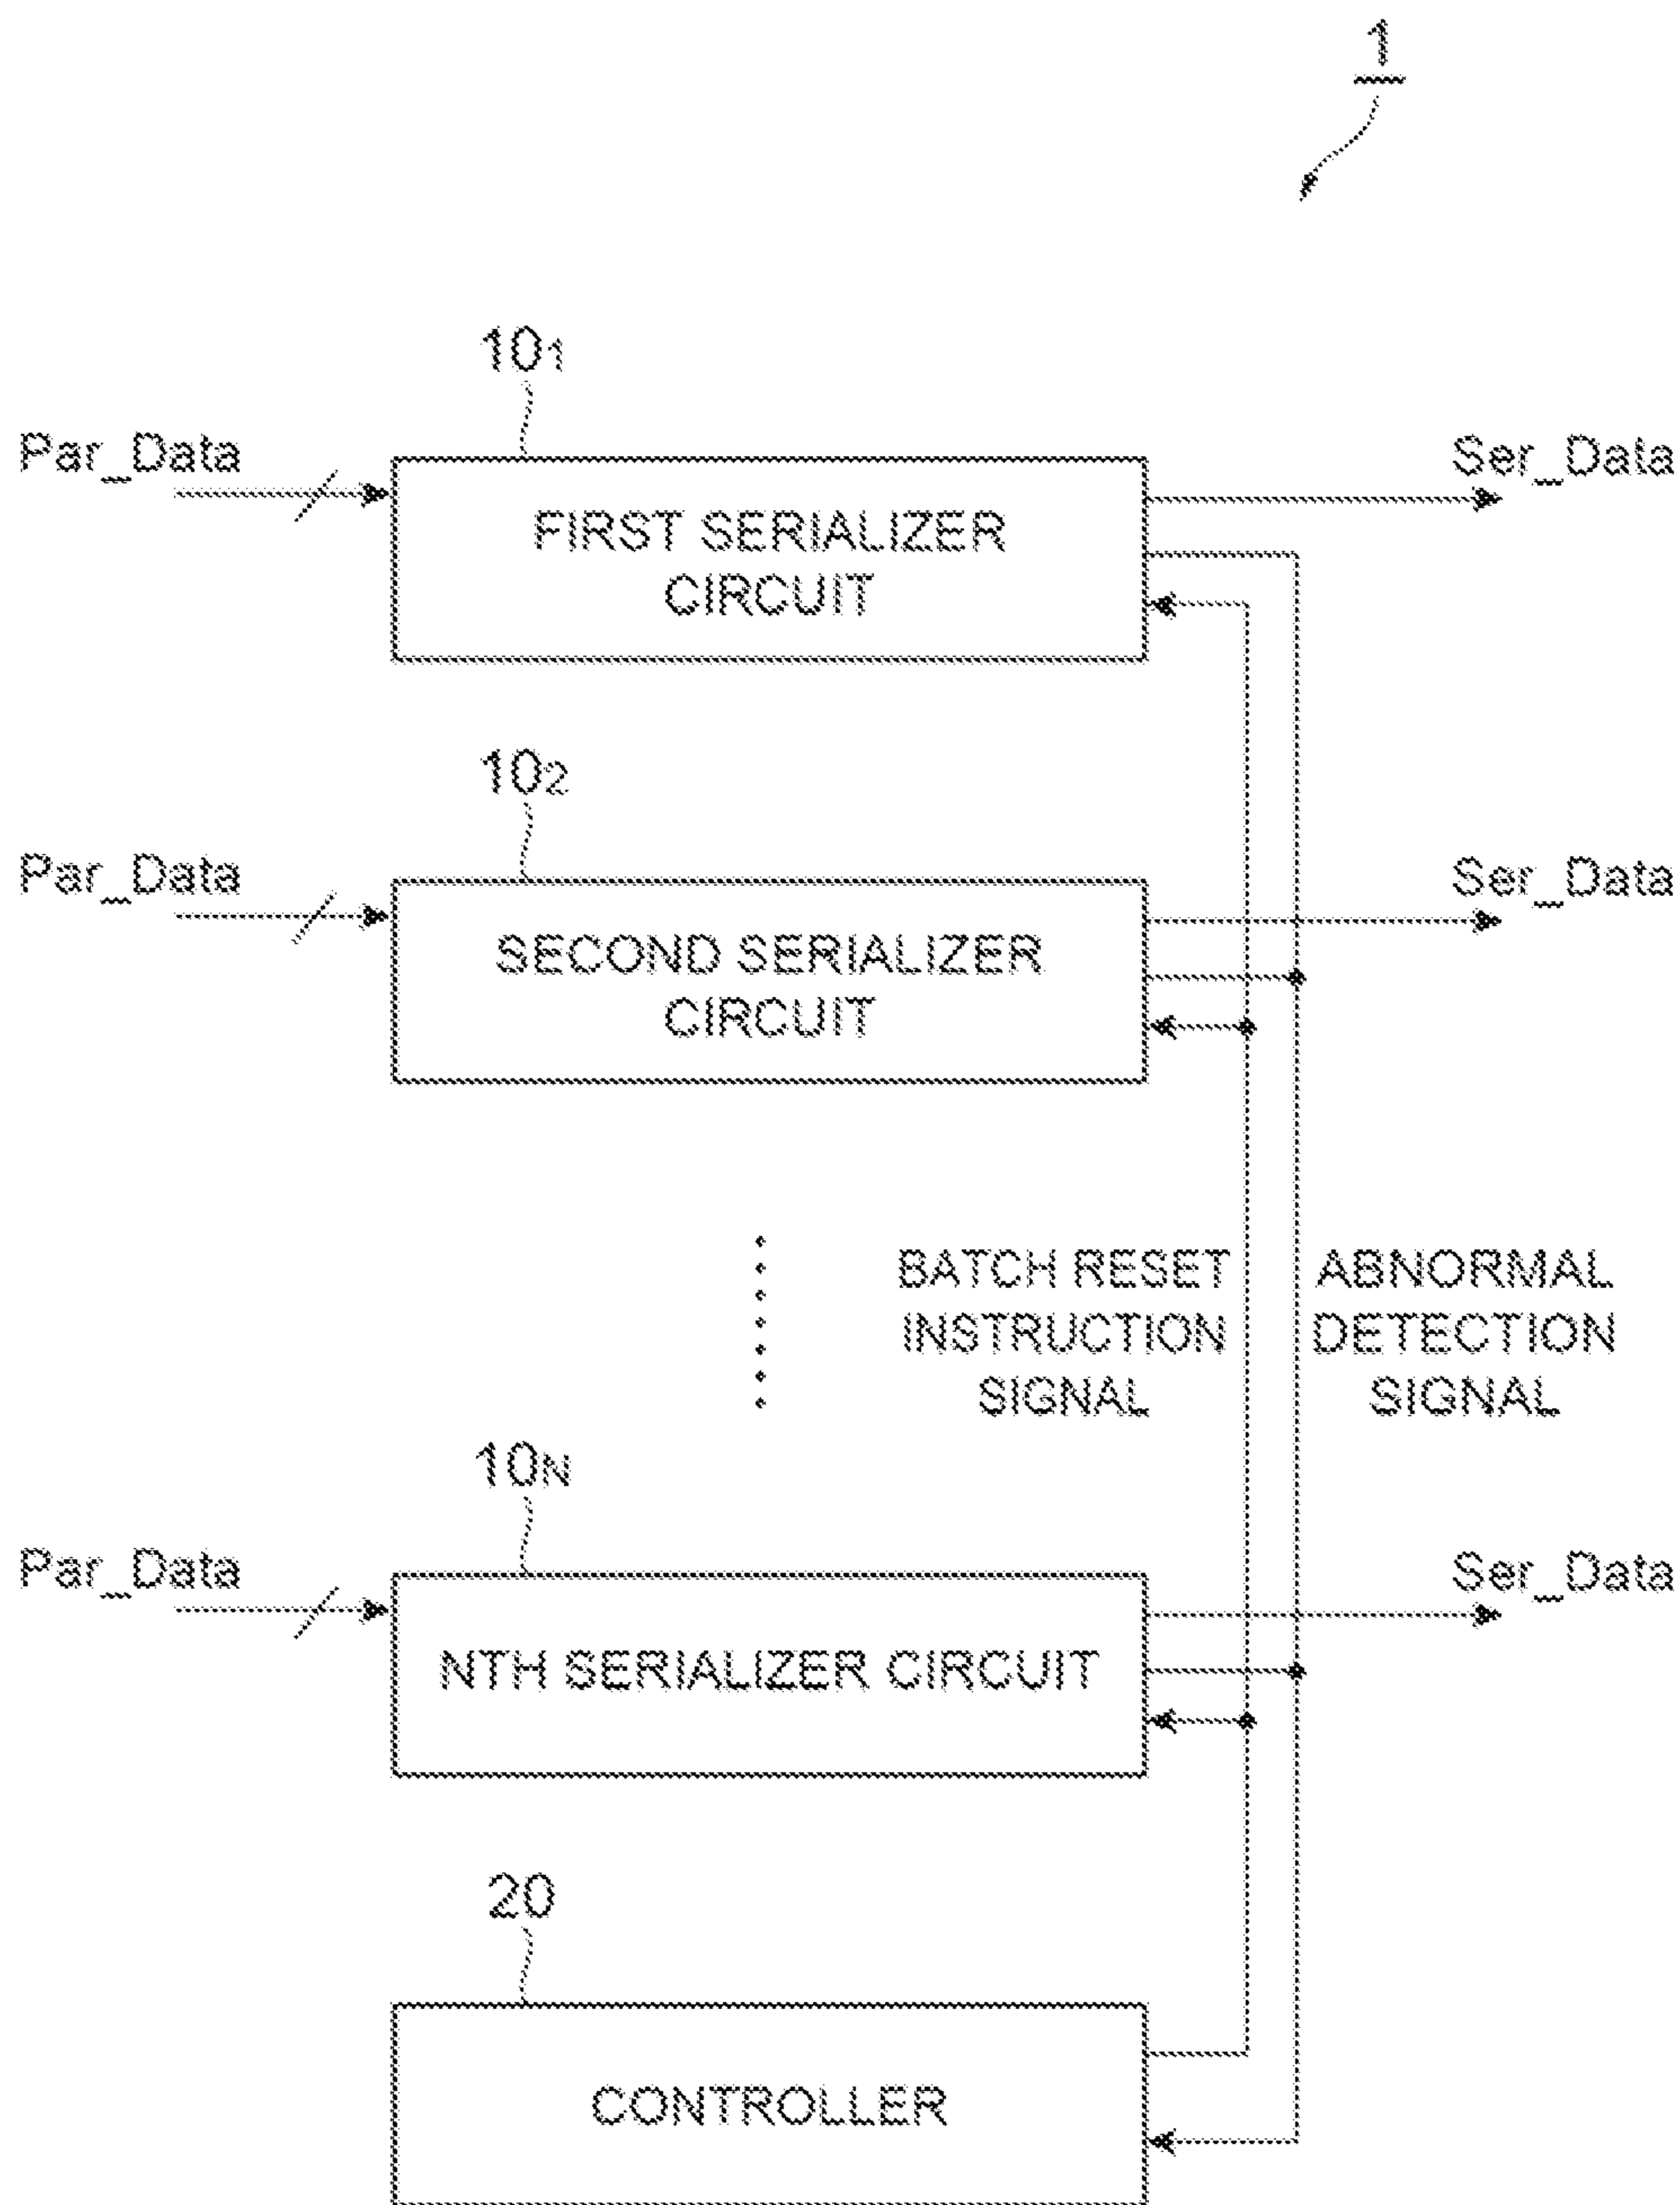 1
10₁
Par_Data
Ser_Data
FIRST SERIALIZER
CIRCUIT
10₂
Par_Data
Ser_Data
SECOND SERIALIZER
CIRCUIT
BATCH RESET
INSTRUCTION
SIGNAL
ABNORMAL
DETECTION
SIGNAL
10N
Par_Data
Ser_Data
NTH SERIALIZER CIRCUIT
20
CONTROLLER